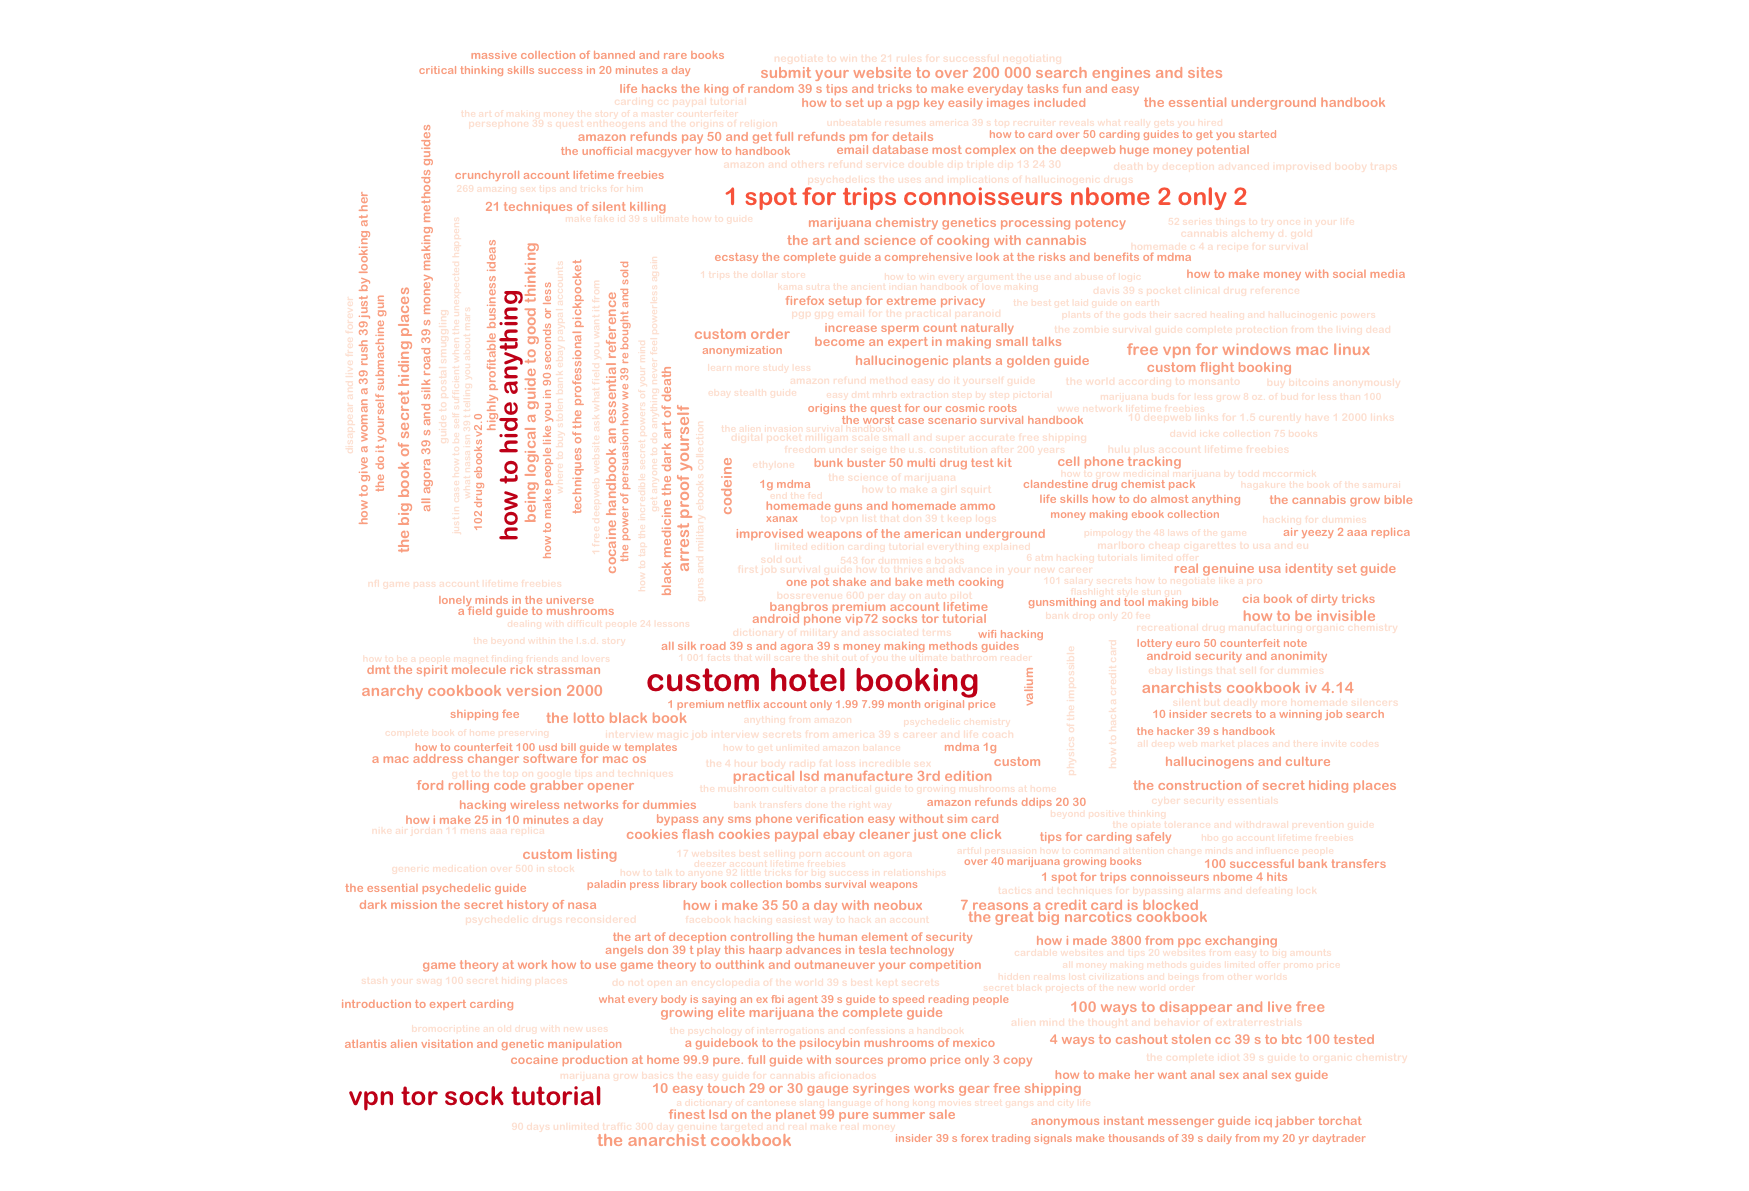 massive collection of banned and rare books
negotiate to win the 21 rules for successful negotiating
critical thinking skills success in 20 minutes a day
submit your website to over 200 000 search engines and sites
life hacks the king of random 39 s tips and tricks to make everyday tasks fun and easy
carding cc paypal tutorial
how to set up a pgp key easily images included
the essential underground handbook
the art of making money the story of a master counterfeiter
persephone 39 s quest entheogens and the origins of religion
unbeatable resumes america 39 s top recruiter reveals what really gets you hired
amazon refunds pay 50 and get full refunds pm for details
how to card over 50 carding guides to get you started
the unofficial macgyver how to handbook
email database most complex on the deepweb huge money potential
amazon and others refund service double dip triple dip 13 24 30
death by deception advanced improvised booby traps
crunchyroll account lifetime freebies
psychedelics the uses and implications of hallucinogenic drugs
269 amazing sex tips and tricks for him
1 spot for trips connoisseurs nbome 2 only 2
21 techniques of silent killing
make fake id 39 s ultimate how to guide
marijuana chemistry genetics processing potency
52 series things to try once in your life
cannabis alchemy d. gold
the art and science of cooking with cannabis
homemade c 4 a recipe for survival
ecstasy the complete guide a comprehensive look at the risks and benefits of mdma
1 trips the dollar store
how to win every argument the use and abuse of logic
how to make money with social media
kama sutra the ancient indian handbook of love making
davis 39 s pocket clinical drug reference
firefox setup for extreme privacy
the best get laid guide on earth
pgp gpg email for the practical paranoid
plants of the gods their sacred healing and hallucinogenic powers
custom order
increase sperm count naturally
the zombie survival guide complete protection from the living dead
become an expert in making small talks
anonymization
free vpn for windows mac linux
hallucinogenic plants a golden guide
learn more study less
custom flight booking
amazon refund method easy do it yourself guide
the world according to monsanto
buy bitcoins anonymously
ebay stealth guide
easy dmt mhrb extraction step by step pictorial
marijuana buds for less grow 8 oz. of bud for less than 100
origins the quest for our cosmic roots
wwe network lifetime freebies
the worst case scenario survival handbook
10 deepweb links for 1.5 curently have 1 2000 links
the alien invasion survival handbook
digital pocket milligam scale small and super accurate free shipping
david icke collection 75 books
freedom under seige the u.s. constitution after 200 years
hulu plus account lifetime freebies
ethylone
bunk buster 50 multi drug test kit
cell phone tracking
the science of marijuana
how to grow medicinal marijuana by todd mccormick
1g mdma
how to make a girl squirt
clandestine drug chemist pack
hagakure the book of the samurai
end the fed
life skills how to do almost anything
the cannabis grow bible
homemade guns and homemade ammo
money making ebook collection
xanax
top vpn list that don 39 t keep logs
hacking for dummies
improvised weapons of the american underground
pimpology the 48 laws of the game
air yeezy 2 aaa replica
limited edition carding tutorial everything explained
marlboro cheap cigarettes to usa and eu
sold out
543 for dummies e books
6 atm hacking tutorials limited offer
first job survival guide how to thrive and advance in your new career
real genuine usa identity set guide
one pot shake and bake meth cooking
101 salary secrets how to negotiate like a pro
bossrevenue 600 per day on auto pilot
flashlight style stun gun
bangbros premium account lifetime
gunsmithing and tool making bible
cia book of dirty tricks
android phone vip72 socks tor tutorial
bank drop only 20 fee
how to be invisible
dictionary of military and associated terms
wifi hacking
recreational drug manufacturing organic chemistry
all silk road 39 s and agora 39 s money making methods guides
lottery euro 50 counterfeit note
1 001 facts that will scare the shit out of you the ultimate bathroom reader
android security and anonimity
disappear and live free forever
how to give a woman a 39 rush 39 just by looking at her
the do it yourself submachine gun
the big book of secret hiding places
all agora 39 s and silk road 39 s money making methods guides
guide to postal smuggling
just in case how to be self sufficient when the unexpected happens
what nasa isn 39 t telling you about mars
102 drug ebooks v2.0
highly profitable business ideas
how to hide anything
being logical a guide to good thinking
how to make people like you in 90 seconds or less
where to buy stolen bank ebay paypal accounts
techniques of the professional pickpocket
1 free deepweb website ask what field you want it from
cocaine handbook an essential reference
the power of persuasion how we 39 re bought and sold
how to tap the incredible secret powers of your mind
get anyone to do anything never feel powerless again
black medicine the dark art of death
arrest proof yourself
guns and military ebooks collection
codeine
nfl game pass account lifetime freebies
lonely minds in the universe
a field guide to mushrooms
dealing with difficult people 24 lessons
the beyond within the l.s.d. story
how to be a people magnet finding friends and lovers
dmt the spirit molecule rick strassman
custom hotel booking
valium
physics of the impossible
how to hack a credit card
ebay listings that sell for dummies
anarchy cookbook version 2000
anarchists cookbook iv 4.14
1 premium netflix account only 1.99 7.99 month original price
silent but deadly more homemade silencers
shipping fee
the lotto black book
anything from amazon
psychedelic chemistry
10 insider secrets to a winning job search
complete book of home preserving
interview magic job interview secrets from america 39 s career and life coach
the hacker 39 s handbook
how to counterfeit 100 usd bill guide w templates
how to get unlimited amazon balance
mdma 1g
all deep web market places and there invite codes
a mac address changer software for mac os
the 4 hour body radip fat loss incredible sex
custom
hallucinogens and culture
get to the top on google tips and techniques
practical lsd manufacture 3rd edition
ford rolling code grabber opener
the mushroom cultivator a practical guide to growing mushrooms at home
the construction of secret hiding places
hacking wireless networks for dummies
bank transfers done the right way
amazon refunds ddips 20 30
cyber security essentials
how i make 25 in 10 minutes a day
bypass any sms phone verification easy without sim card
beyond positive thinking
nike air jordan 11 mens aaa replica
the opiate tolerance and withdrawal prevention guide
cookies flash cookies paypal ebay cleaner just one click
tips for carding safely
hbo go account lifetime freebies
custom listing
17 websites best selling porn account on agora
artful persuasion how to command attention change minds and influence people
deezer account lifetime freebies
over 40 marijuana growing books
100 successful bank transfers
generic medication over 500 in stock
how to talk to anyone 92 little tricks for big success in relationships
1 spot for trips connoisseurs nbome 4 hits
the essential psychedelic guide
paladin press library book collection bombs survival weapons
tactics and techniques for bypassing alarms and defeating lock
dark mission the secret history of nasa
how i make 35 50 a day with neobux
7 reasons a credit card is blocked
psychedelic drugs reconsidered
facebook hacking easiest way to hack an account
the great big narcotics cookbook
the art of deception controlling the human element of security
how i made 3800 from ppc exchanging
angels don 39 t play this haarp advances in tesla technology
cardable websites and tips 20 websites from easy to big amounts
game theory at work how to use game theory to outthink and outmaneuver your competition
all money making methods guides limited offer promo price
stash your swag 100 secret hiding places
do not open an encyclopedia of the world 39 s best kept secrets
hidden realms lost civilizations and beings from other worlds
secret black projects of the new world order
introduction to expert carding
what every body is saying an ex fbi agent 39 s guide to speed reading people
100 ways to disappear and live free
growing elite marijuana the complete guide
alien mind the thought and behavior of extraterrestrials
bromocriptine an old drug with new uses
the psychology of interrogations and confessions a handbook
atlantis alien visitation and genetic manipulation
a guidebook to the psilocybin mushrooms of mexico
4 ways to cashout stolen cc 39 s to btc 100 tested
cocaine production at home 99.9 pure. full guide with sources promo price only 3 copy
the complete idiot 39 s guide to organic chemistry
marijuana grow basics the easy guide for cannabis aficionados
how to make her want anal sex anal sex guide
vpn tor sock tutorial
10 easy touch 29 or 30 gauge syringes works gear free shipping
a dictionary of cantonese slang language of hong kong movies street gangs and city life
finest lsd on the planet 99 pure summer sale
anonymous instant messenger guide icq jabber torchat
90 days unlimited traffic 300 day genuine targeted and real make real money
the anarchist cookbook
insider 39 s forex trading signals make thousands of 39 s daily from my 20 yr daytrader